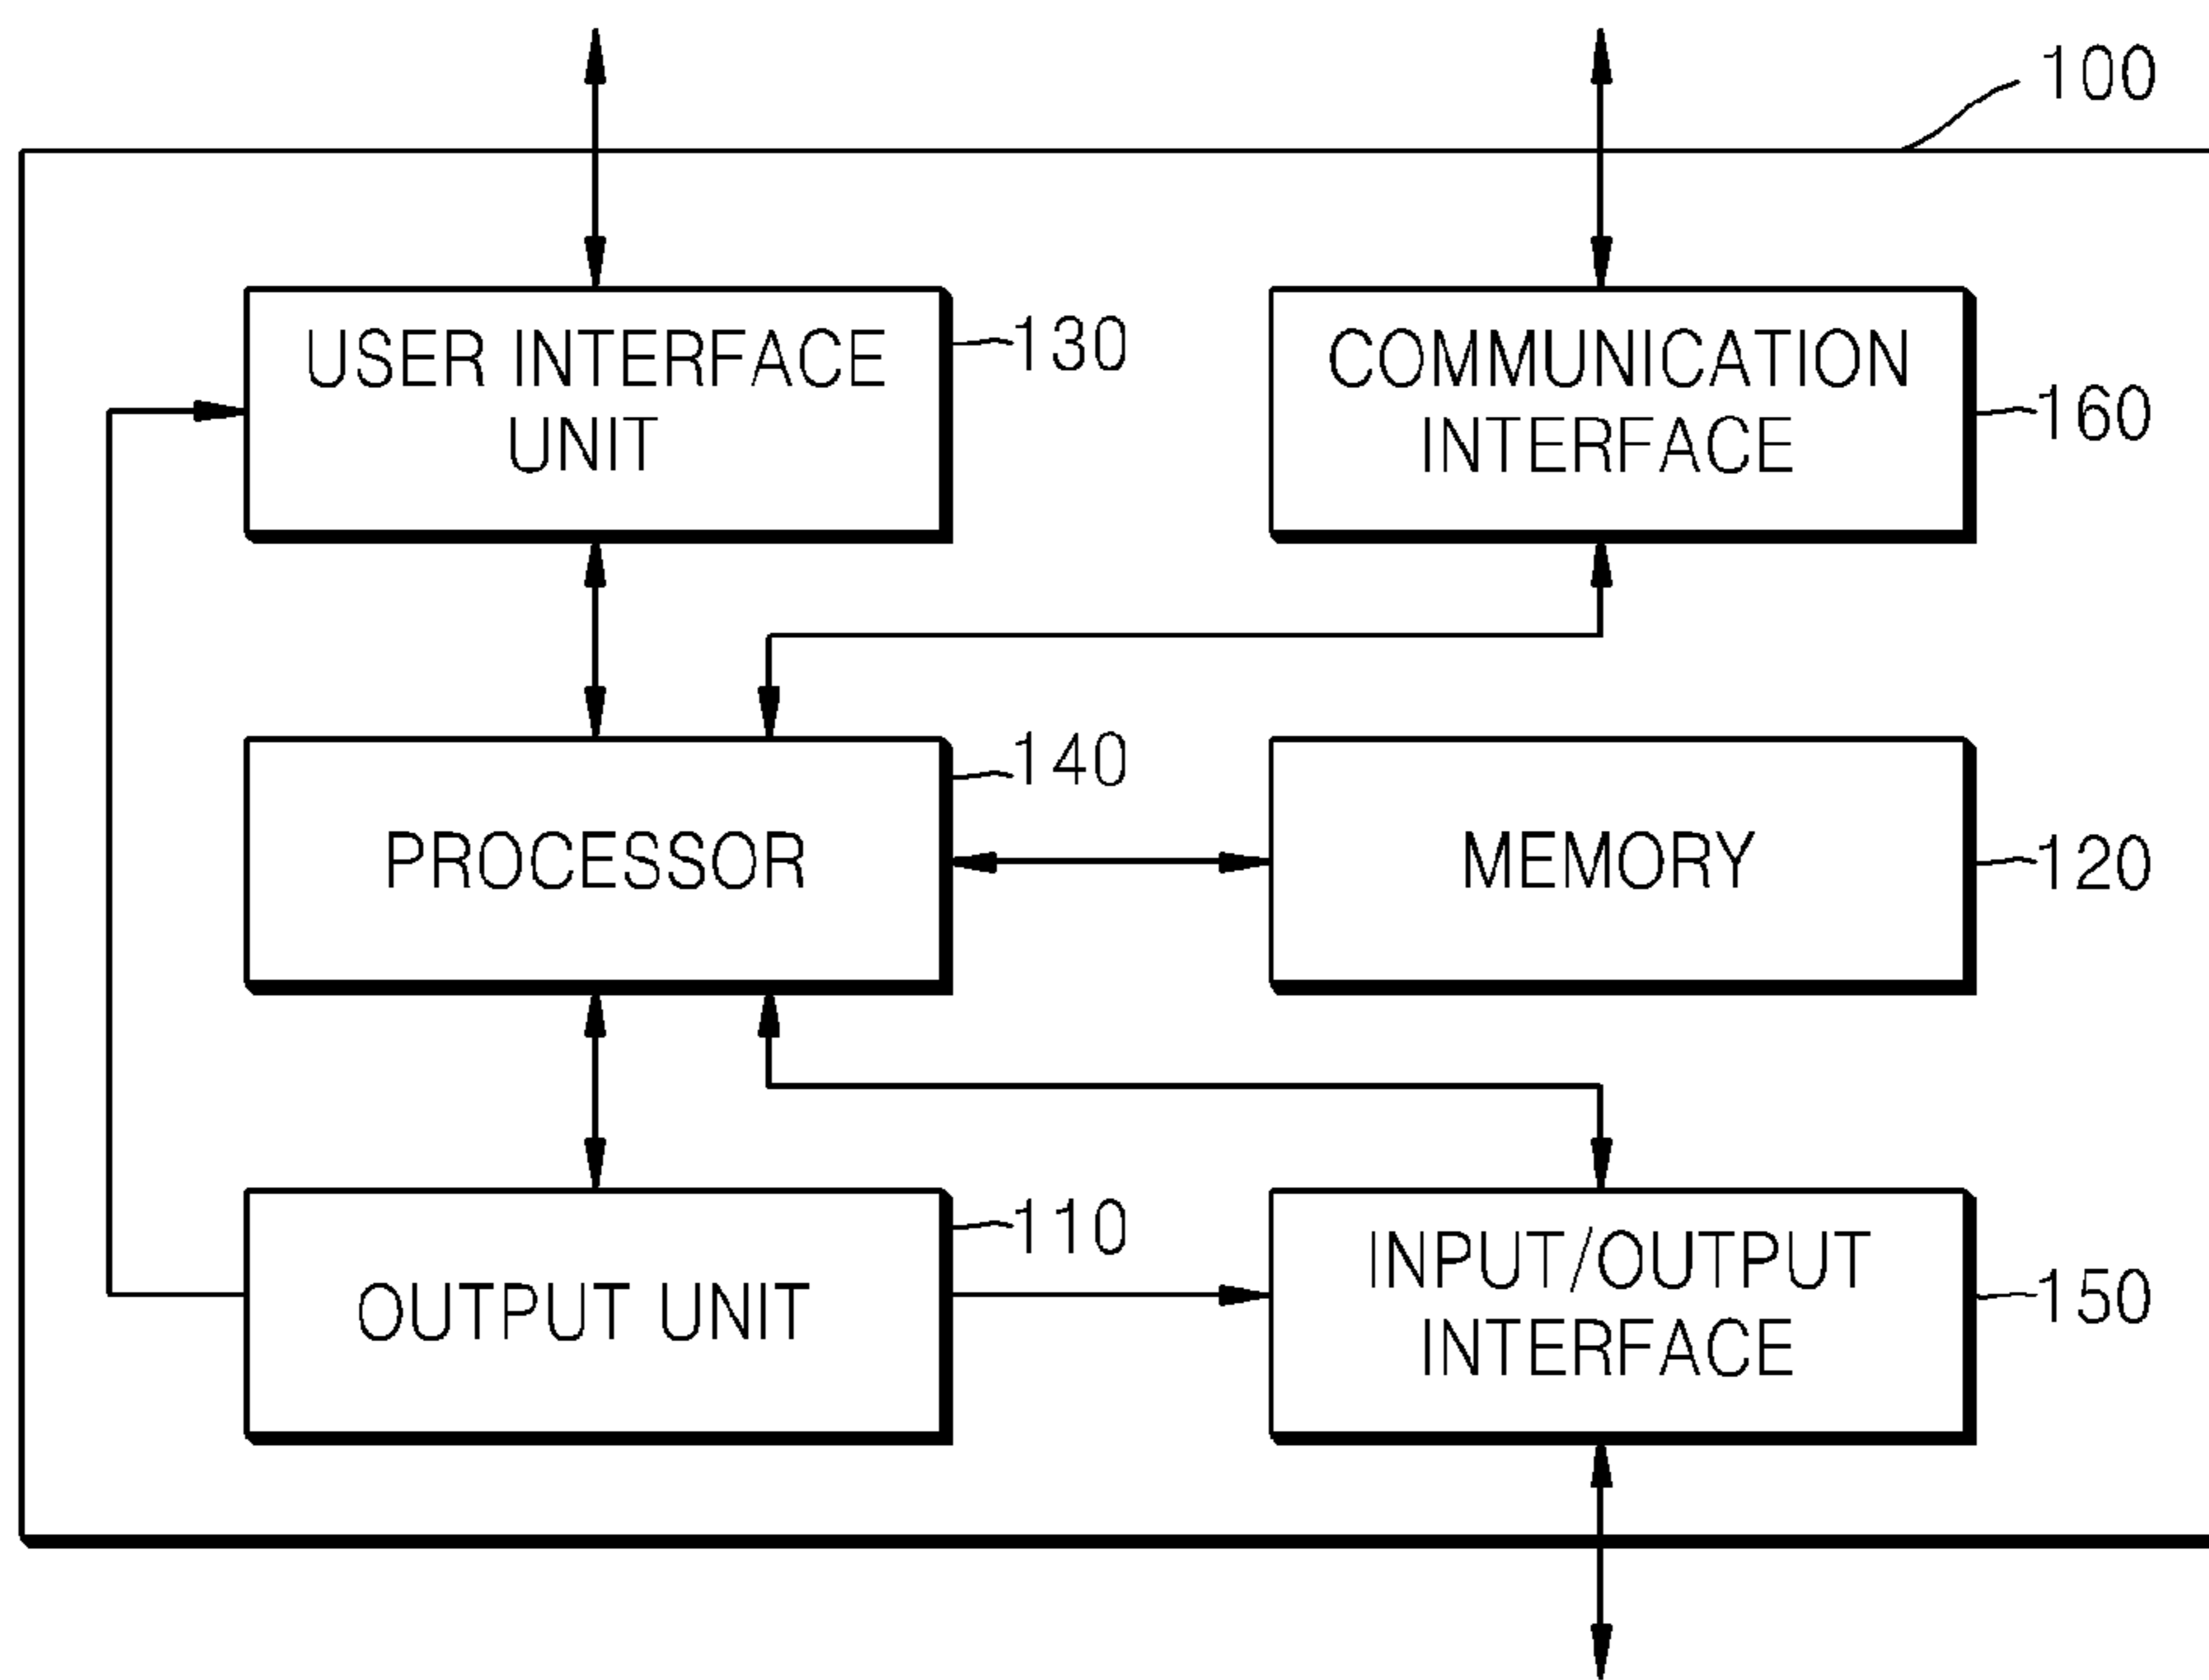 100
USER INTERFACE
UNIT
130
COMMUNICATION
INTERFACE
160
PROCESSOR
140
MEMORY
120
OUTPUT UNIT
110
INPUT/OUTPUT
INTERFACE
150